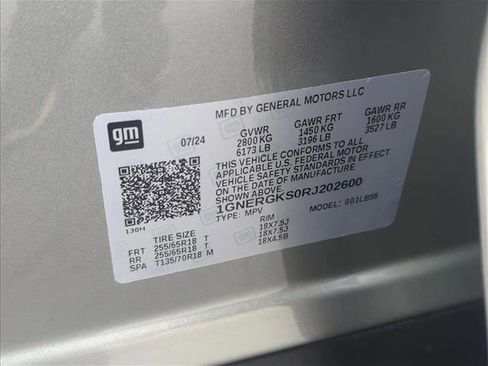 MFD BY GENERAL MOTORS LLC
gm
07/24 GVWR GAWR FRT GAWR RR
2800 KG 1450 KG 1600 KG
6173 LB 3196 LB 3527 LB
THIS VEHICLE CONFORMS TO ALL
APPLICABLE U.S. FEDERAL MOTOR
VEHICLE SAFETY STANDARDS IN EFFECT
ON THE DATE OF MANUFACTURE
1GNERGKS0RJ202600
TYPE: MPV MODEL: 001LB56
130H
TIRE SIZE RIM
FRT 255/65R18 T 18X7.5J
RR 255/65R18 T 18X7.5J
SPA T135/70R18 M 18X4.5B